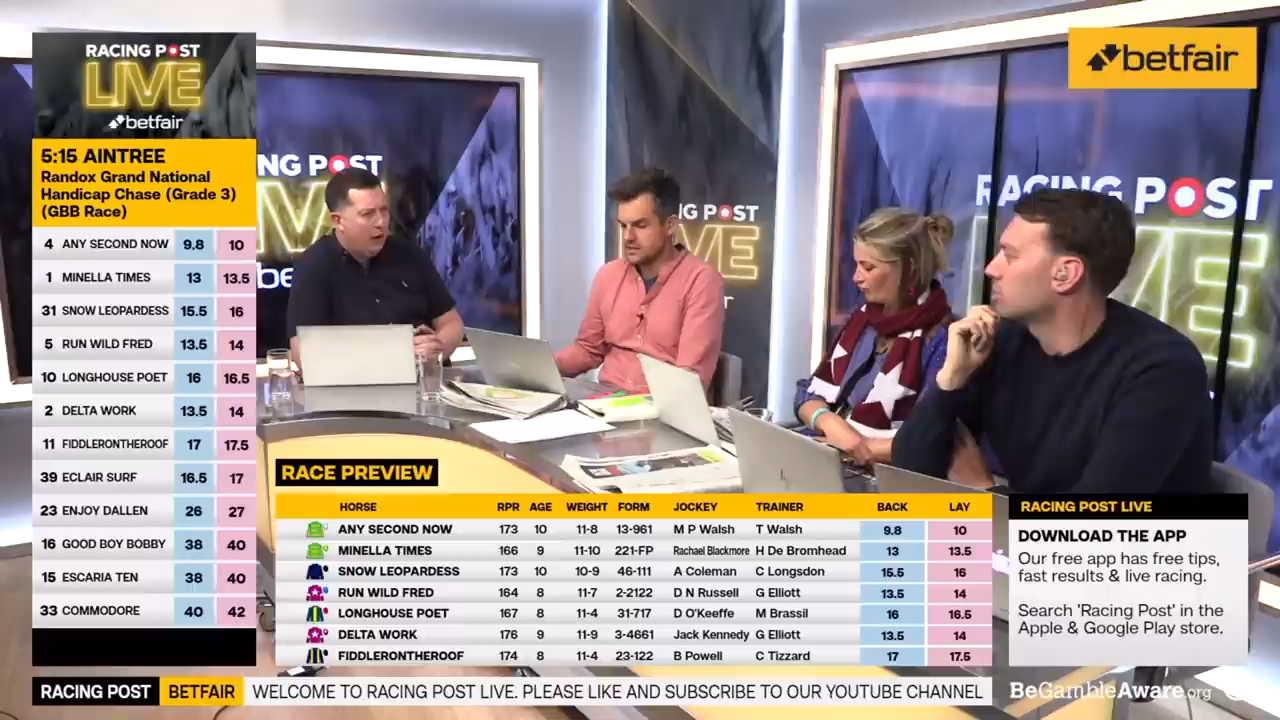 RACING POST
LIVE
betfair
5:15 AINTREE
Randox Grand National
Handicap Chase (Grade 3)
(GBB Race)
4 ANY SECOND NOW 9.8 10
1 MINELLA TIMES 13 13.5
31 SNOW LEOPARDESS 15.5 16
5 RUN WILD FRED 13.5 14
10 LONGHOUSE POET 16 16.5
2 DELTA WORK 13.5 14
11 FIDDLERONTHEROOF 17 17.5
39 ECLAIR SURF 16.5 17
23 ENJOY DALLEN 26 27
16 GOOD BOY BOBBY 38 40
15 ESCARIA TEN 38 40
33 COMMODORE 40 42
betfair
NG POST
be
NG POST
IVE
r
RACING POST
LIVE
RACE PREVIEW
HORSE RPR AGE WEIGHT FORM JOCKEY TRAINER BACK LAY
ANY SECOND NOW 173 10 11-8 13-961 M P Walsh T Walsh 9.8 10
MINELLA TIMES 166 9 11-10 221-FP Rachael Blackmore H De Bromhead 13 13.5
SNOW LEOPARDESS 173 10 10-9 46-111 A Coleman C Longsdon 15.5 16
RUN WILD FRED 164 8 11-7 2-2122 D N Russell G Elliott 13.5 14
LONGHOUSE POET 167 8 11-4 31-717 D O'Keeffe M Brassil 16 16.5
DELTA WORK 176 9 11-9 3-4661 Jack Kennedy G Elliott 13.5 14
FIDDLERONTHEROOF 174 8 11-4 23-122 B Powell C Tizzard 17 17.5
RACING POST LIVE
DOWNLOAD THE APP
Our free app has free tips,
fast results & live racing.
Search 'Racing Post' in the
Apple & Google Play store.
RACING POST BETFAIR WELCOME TO RACING POST LIVE. PLEASE LIKE AND SUBSCRIBE TO OUR YOUTUBE CHANNEL
BeGambleAware.org